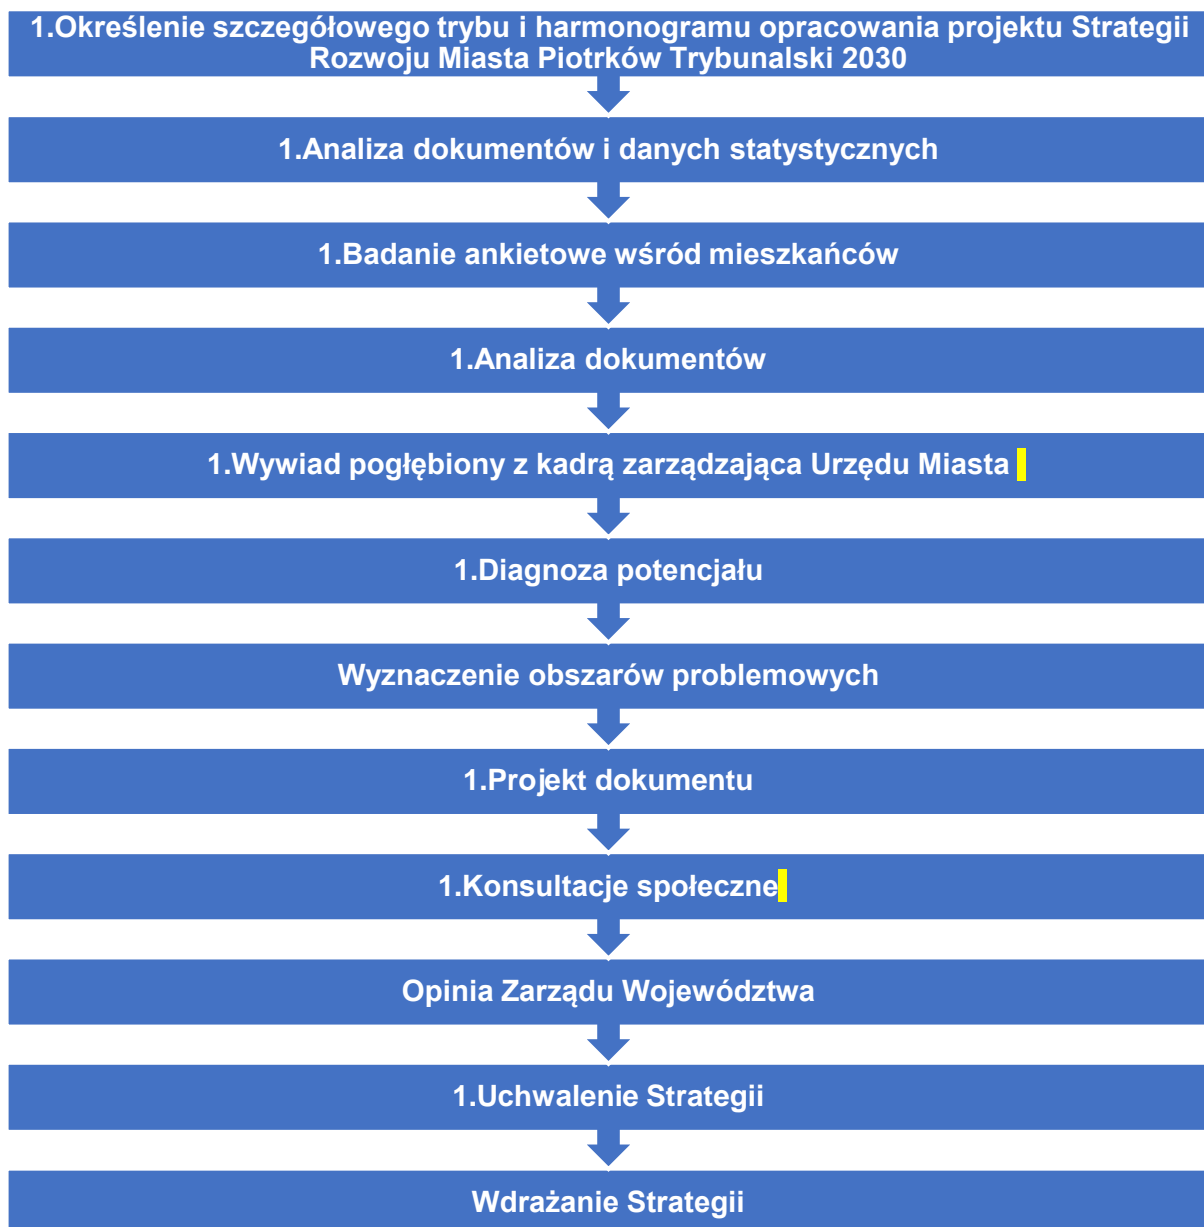 1.Określenie szczegółowego trybu i harmonogramu opracowania projektu Strategii
Rozwoju Miasta Piotrków Trybunalski 2030
1.Analiza dokumentów i danych statystycznych
1.Badanie ankietowe wśród mieszkańców
1.Analiza dokumentów
1.Wywiad pogłębiony z kadrą zarządzająca Urzędu Miasta
1.Diagnoza potencjału
Wyznaczenie obszarów problemowych
1.Projekt dokumentu
1.Konsultacje społeczne
Opinia Zarządu Województwa
1.Uchwalenie Strategii
Wdrażanie Strategii